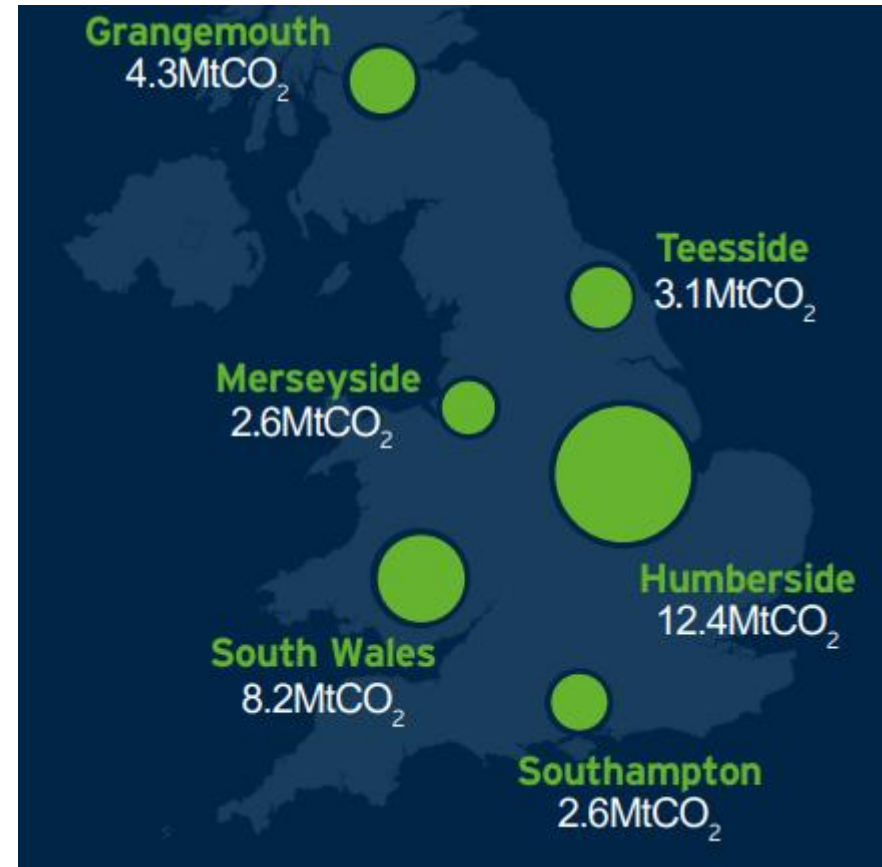 Grangemouth
4.3MtCO₂
Teesside
3.1MtCO₂
Merseyside
2.6MtCO₂
Humberside
12.4MtCO₂
South Wales
8.2MtCO₂
Southampton
2.6MtCO₂